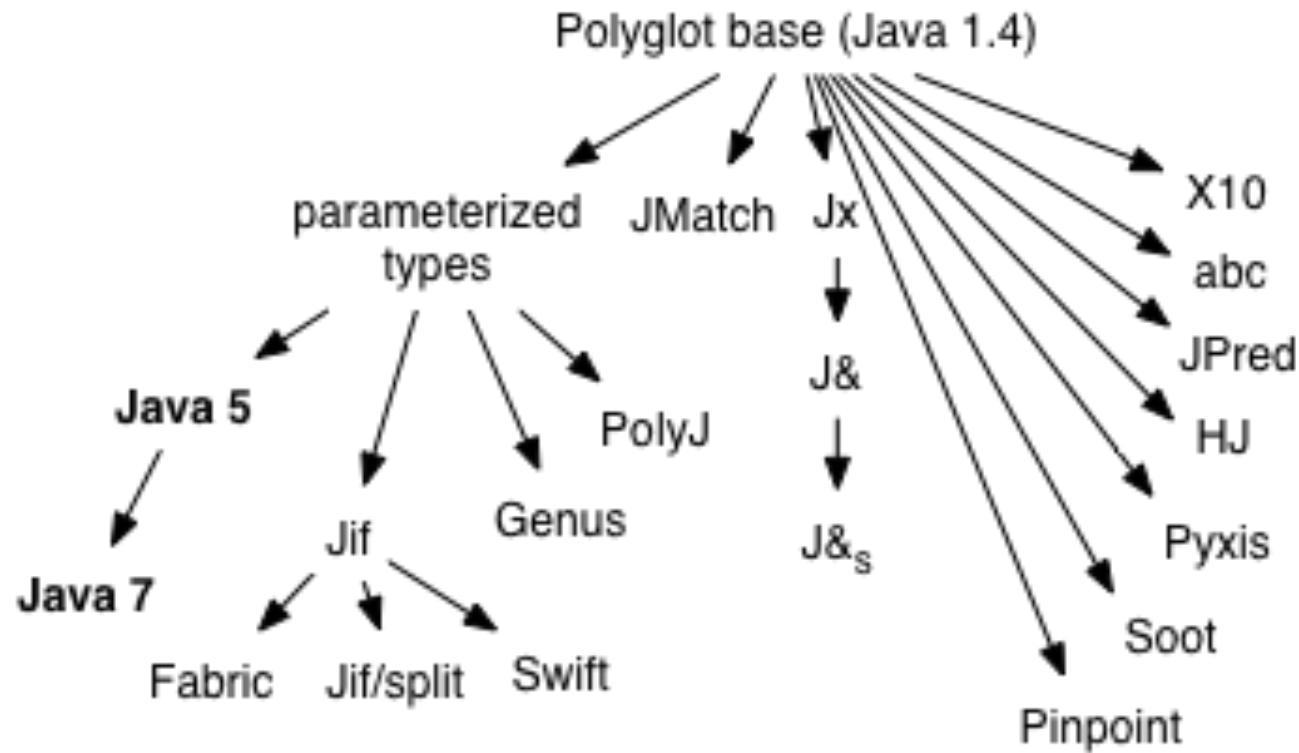 Polyglot base (Java 1.4)
parameterized
types
JMatch
Jx
X10
abc
JPred
HJ
Pyxis
Soot
Pinpoint
J&
J&s
Java 5
Java 7
Jif
Genus
PolyJ
Fabric
Jif/split
Swift